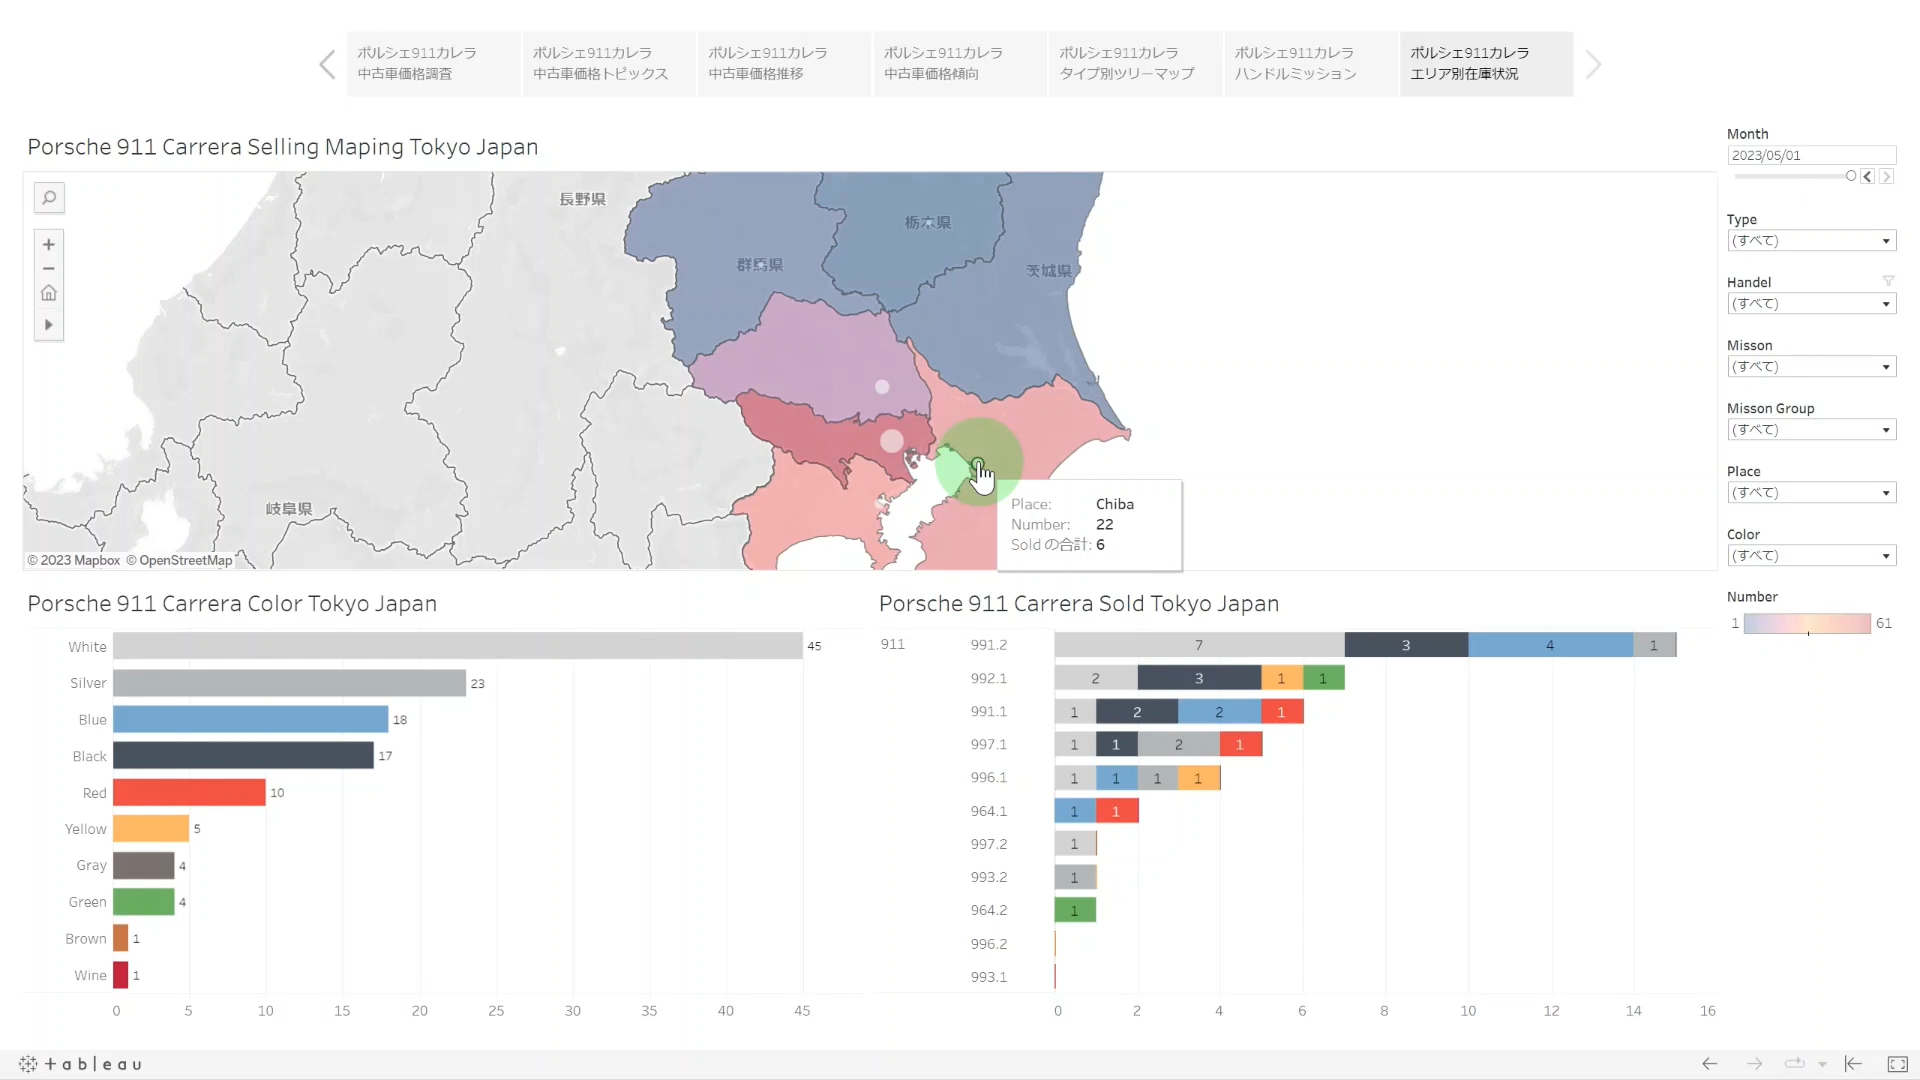 ポルシェ911カレラ
中古車価格調査
ポルシェ911カレラ
中古車価格トピックス
ポルシェ911カレラ
中古車価格推移
ポルシェ911カレラ
中古車価格傾向
ポルシェ911カレラ
タイプ別ツリーマップ
ポルシェ911カレラ
ハンドルミッション
ポルシェ911カレラ
エリア別在庫状況
Porsche 911 Carrera Selling Maping Tokyo Japan
長野県
栃木県
群馬県
茨城県
岐阜県
Place: Chiba
Number: 22
Sold の合計: 6
© 2023 Mapbox © OpenStreetMap
Month
2023/05/01
Type
(すべて)
Handel
(すべて)
Misson
(すべて)
Misson Group
(すべて)
Place
(すべて)
Color
(すべて)
Number
1 61
Porsche 911 Carrera Color Tokyo Japan
White 45
Silver 23
Blue 18
Black 17
Red 10
Yellow 5
Gray 4
Green 4
Brown 1
Wine 1
0 5 10 15 20 25 30 35 40 45
Porsche 911 Carrera Sold Tokyo Japan
911 991.2 7 3 4 1
992.1 2 3 1 1
991.1 1 2 2 1
997.1 1 1 2 1
996.1 1 1 1 1
964.1 1 1
997.2 1
993.2 1
964.2 1
996.2
993.1
0 2 4 6 8 10 12 14 16
+ableau